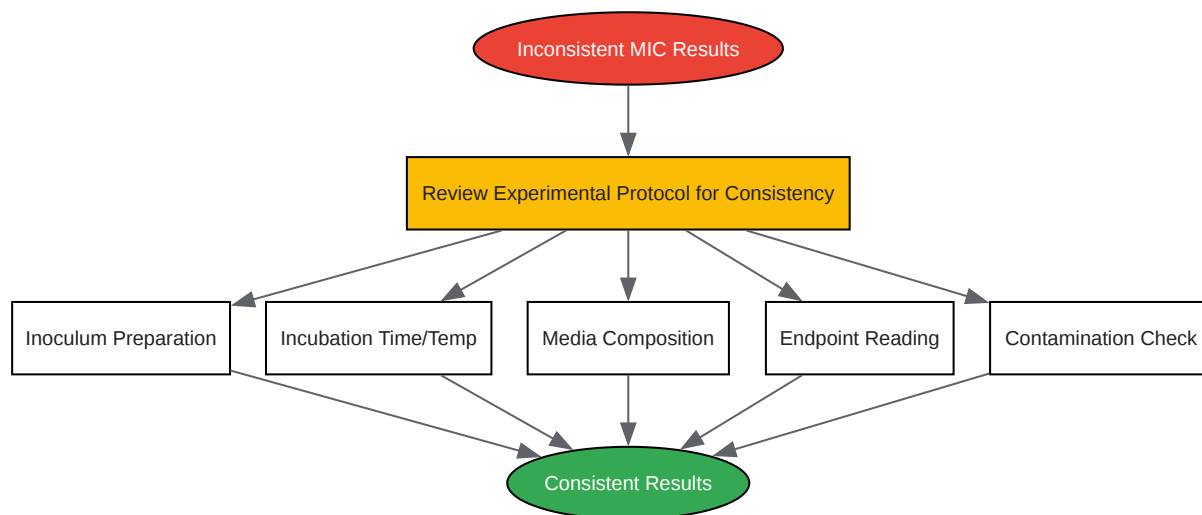 Inconsistent MIC Results
Review Experimental Protocol for Consistency
Inoculum Preparation
Incubation Time/Temp
Media Composition
Endpoint Reading
Contamination Check
Consistent Results